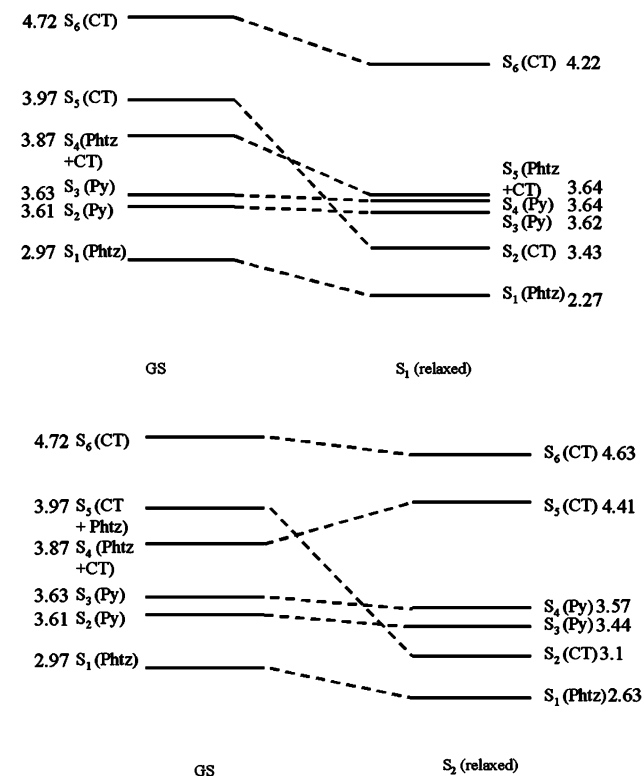 4.72 S₆(CT)
S₆(CT) 4.22
3.97 S₅(CT)
3.87 S₄(Phtz
+CT)
S₅(Phtz
+CT) 3.64
3.63 S₃(Py)
S₄(Py) 3.64
3.61 S₂(Py)
S₃(Py) 3.62
S₂(CT) 3.43
2.97 S₁(Phtz)
S₁(Phtz) 2.27
GS
S₁ (relaxed)
4.72 S₆(CT)
S₆(CT) 4.63
3.97 S₅(CT
+ Phtz)
S₅(CT) 4.41
3.87 S₄(Phtz
+CT)
3.63 S₃(Py)
S₄(Py) 3.57
3.61 S₂(Py)
S₃(Py) 3.44
S₂(CT) 3.1
2.97 S₁(Phtz)
S₁(Phtz) 2.63
GS
S₂ (relaxed)